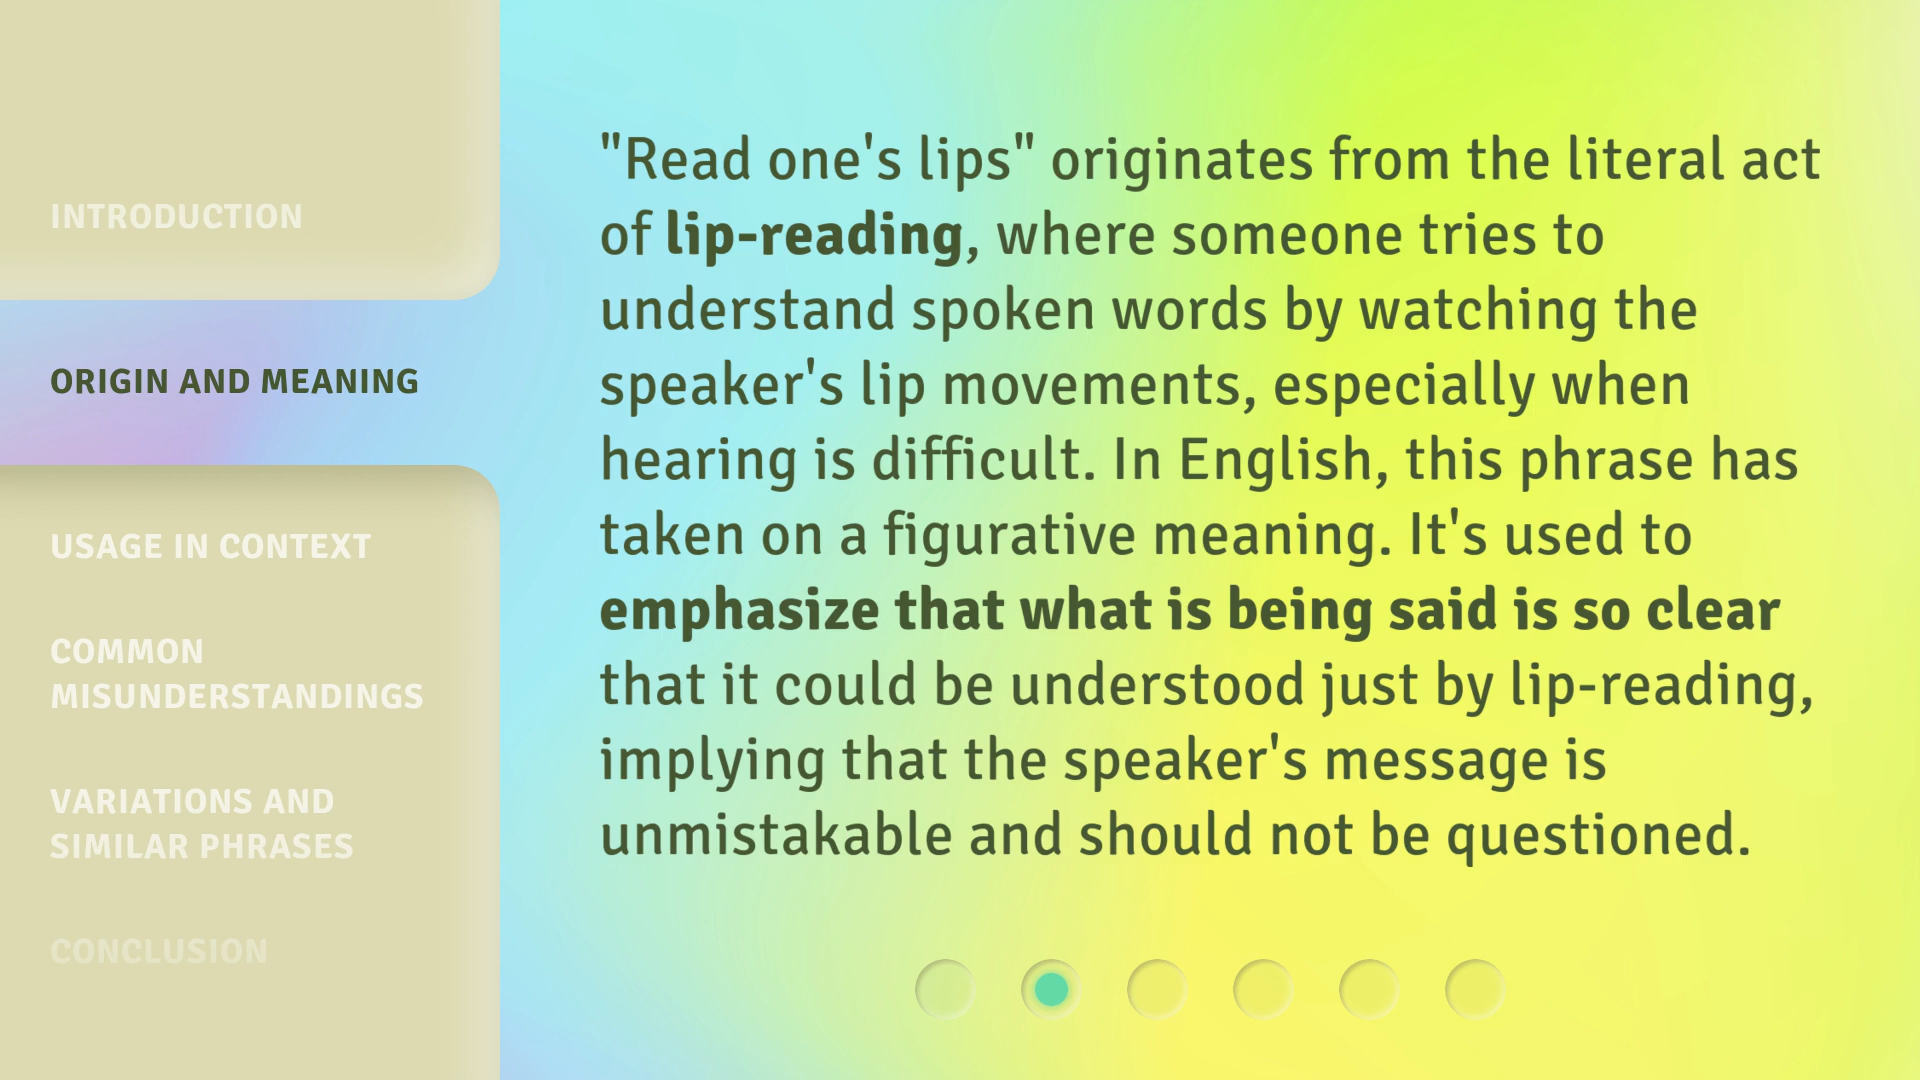 INTRODUCTION
ORIGIN AND MEANING
USAGE IN CONTEXT
COMMON
MISUNDERSTANDINGS
VARIATIONS AND
SIMILAR PHRASES
CONCLUSION
"Read one's lips" originates from the literal act
of lip-reading, where someone tries to
understand spoken words by watching the
speaker's lip movements, especially when
hearing is difficult. In English, this phrase has
taken on a figurative meaning. It's used to
emphasize that what is being said is so clear
that it could be understood just by lip-reading,
implying that the speaker's message is
unmistakable and should not be questioned.